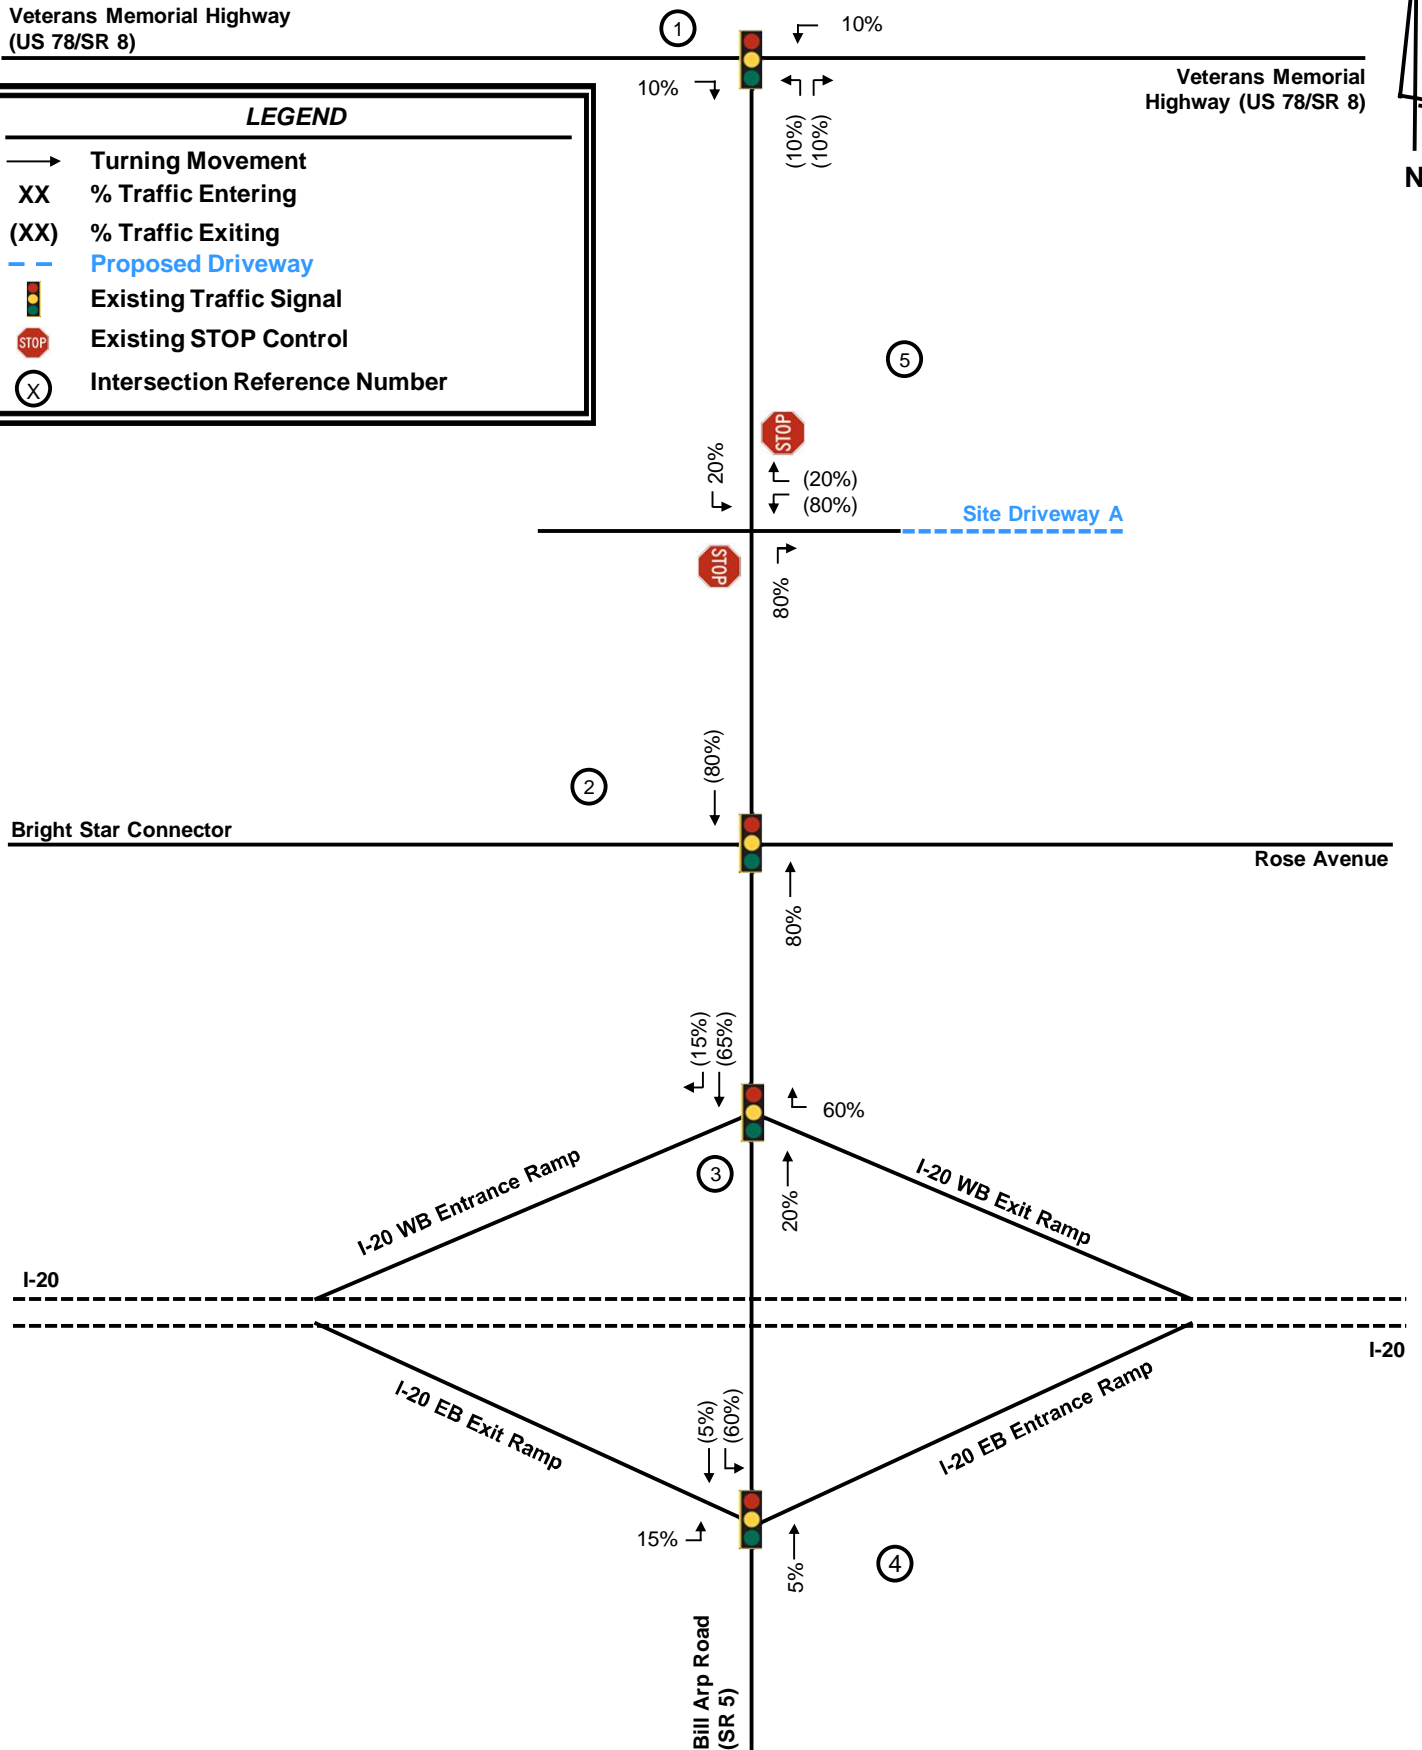 Veterans Memorial Highway
(US 78/SR 8)
1
10%
10%
(10%)
(10%)
Veterans Memorial
Highway (US 78/SR 8)
N
LEGEND
Turning Movement
XX % Traffic Entering
(XX) % Traffic Exiting
Proposed Driveway
Existing Traffic Signal
STOP Existing STOP Control
X Intersection Reference Number
5
STOP
20%
(20%)
(80%)
Site Driveway A
STOP
80%
(80%)
2
Bright Star Connector
Rose Avenue
80%
(15%)
(65%)
60%
3
20%
I-20 WB Entrance Ramp
I-20 WB Exit Ramp
I-20
I-20
I-20 EB Exit Ramp
I-20 EB Entrance Ramp
(5%)
(60%)
15%
5%
4
Bill Arp Road
(SR 5)